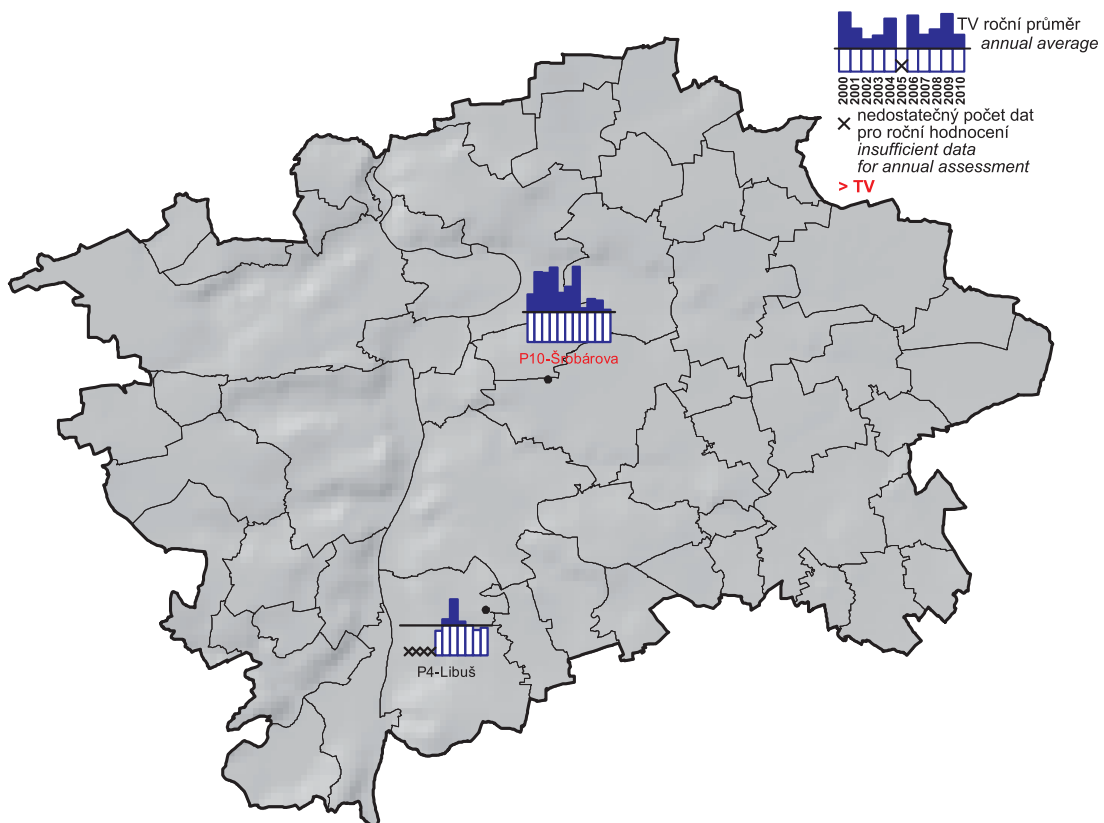 TV roční průměr
annual average
2000
2001
2002
2003
2004
2005
2006
2007
2008
2009
2010
× nedostatečný počet dat
pro roční hodnocení
insufficient data
for annual assessment
> TV
P10-Šrobárova
P4-Libuš